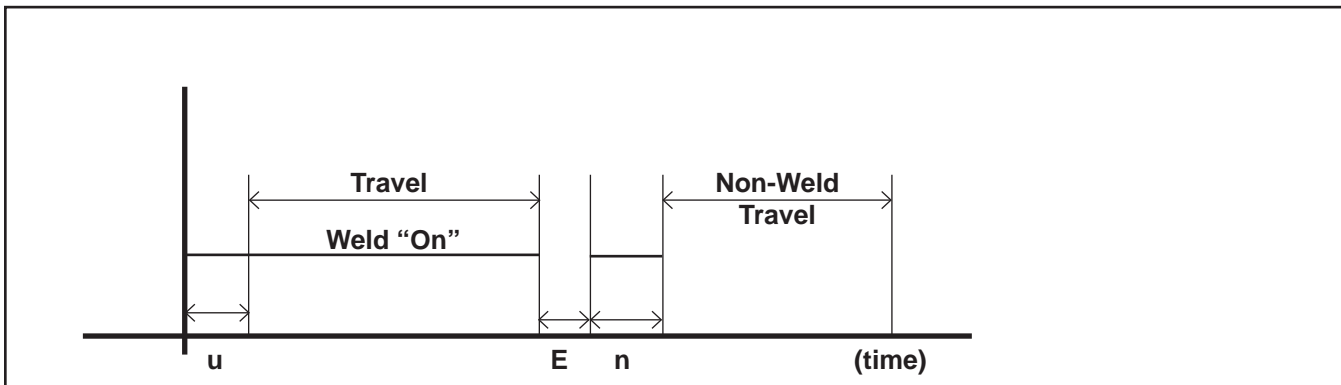 Travel
Non-Weld
Travel
Weld “On”
u
E
n
(time)